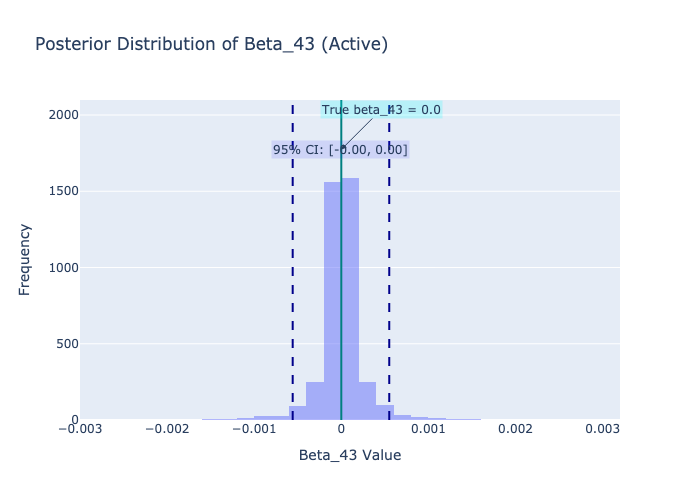 Posterior Distribution of Beta_43 (Active)
True beta_43 = 0.0
95% CI: [-0.00, 0.00]
2000
1500
1000
500
0
Frequency
−0.003
−0.002
−0.001
0
0.001
0.002
0.003
Beta_43 Value